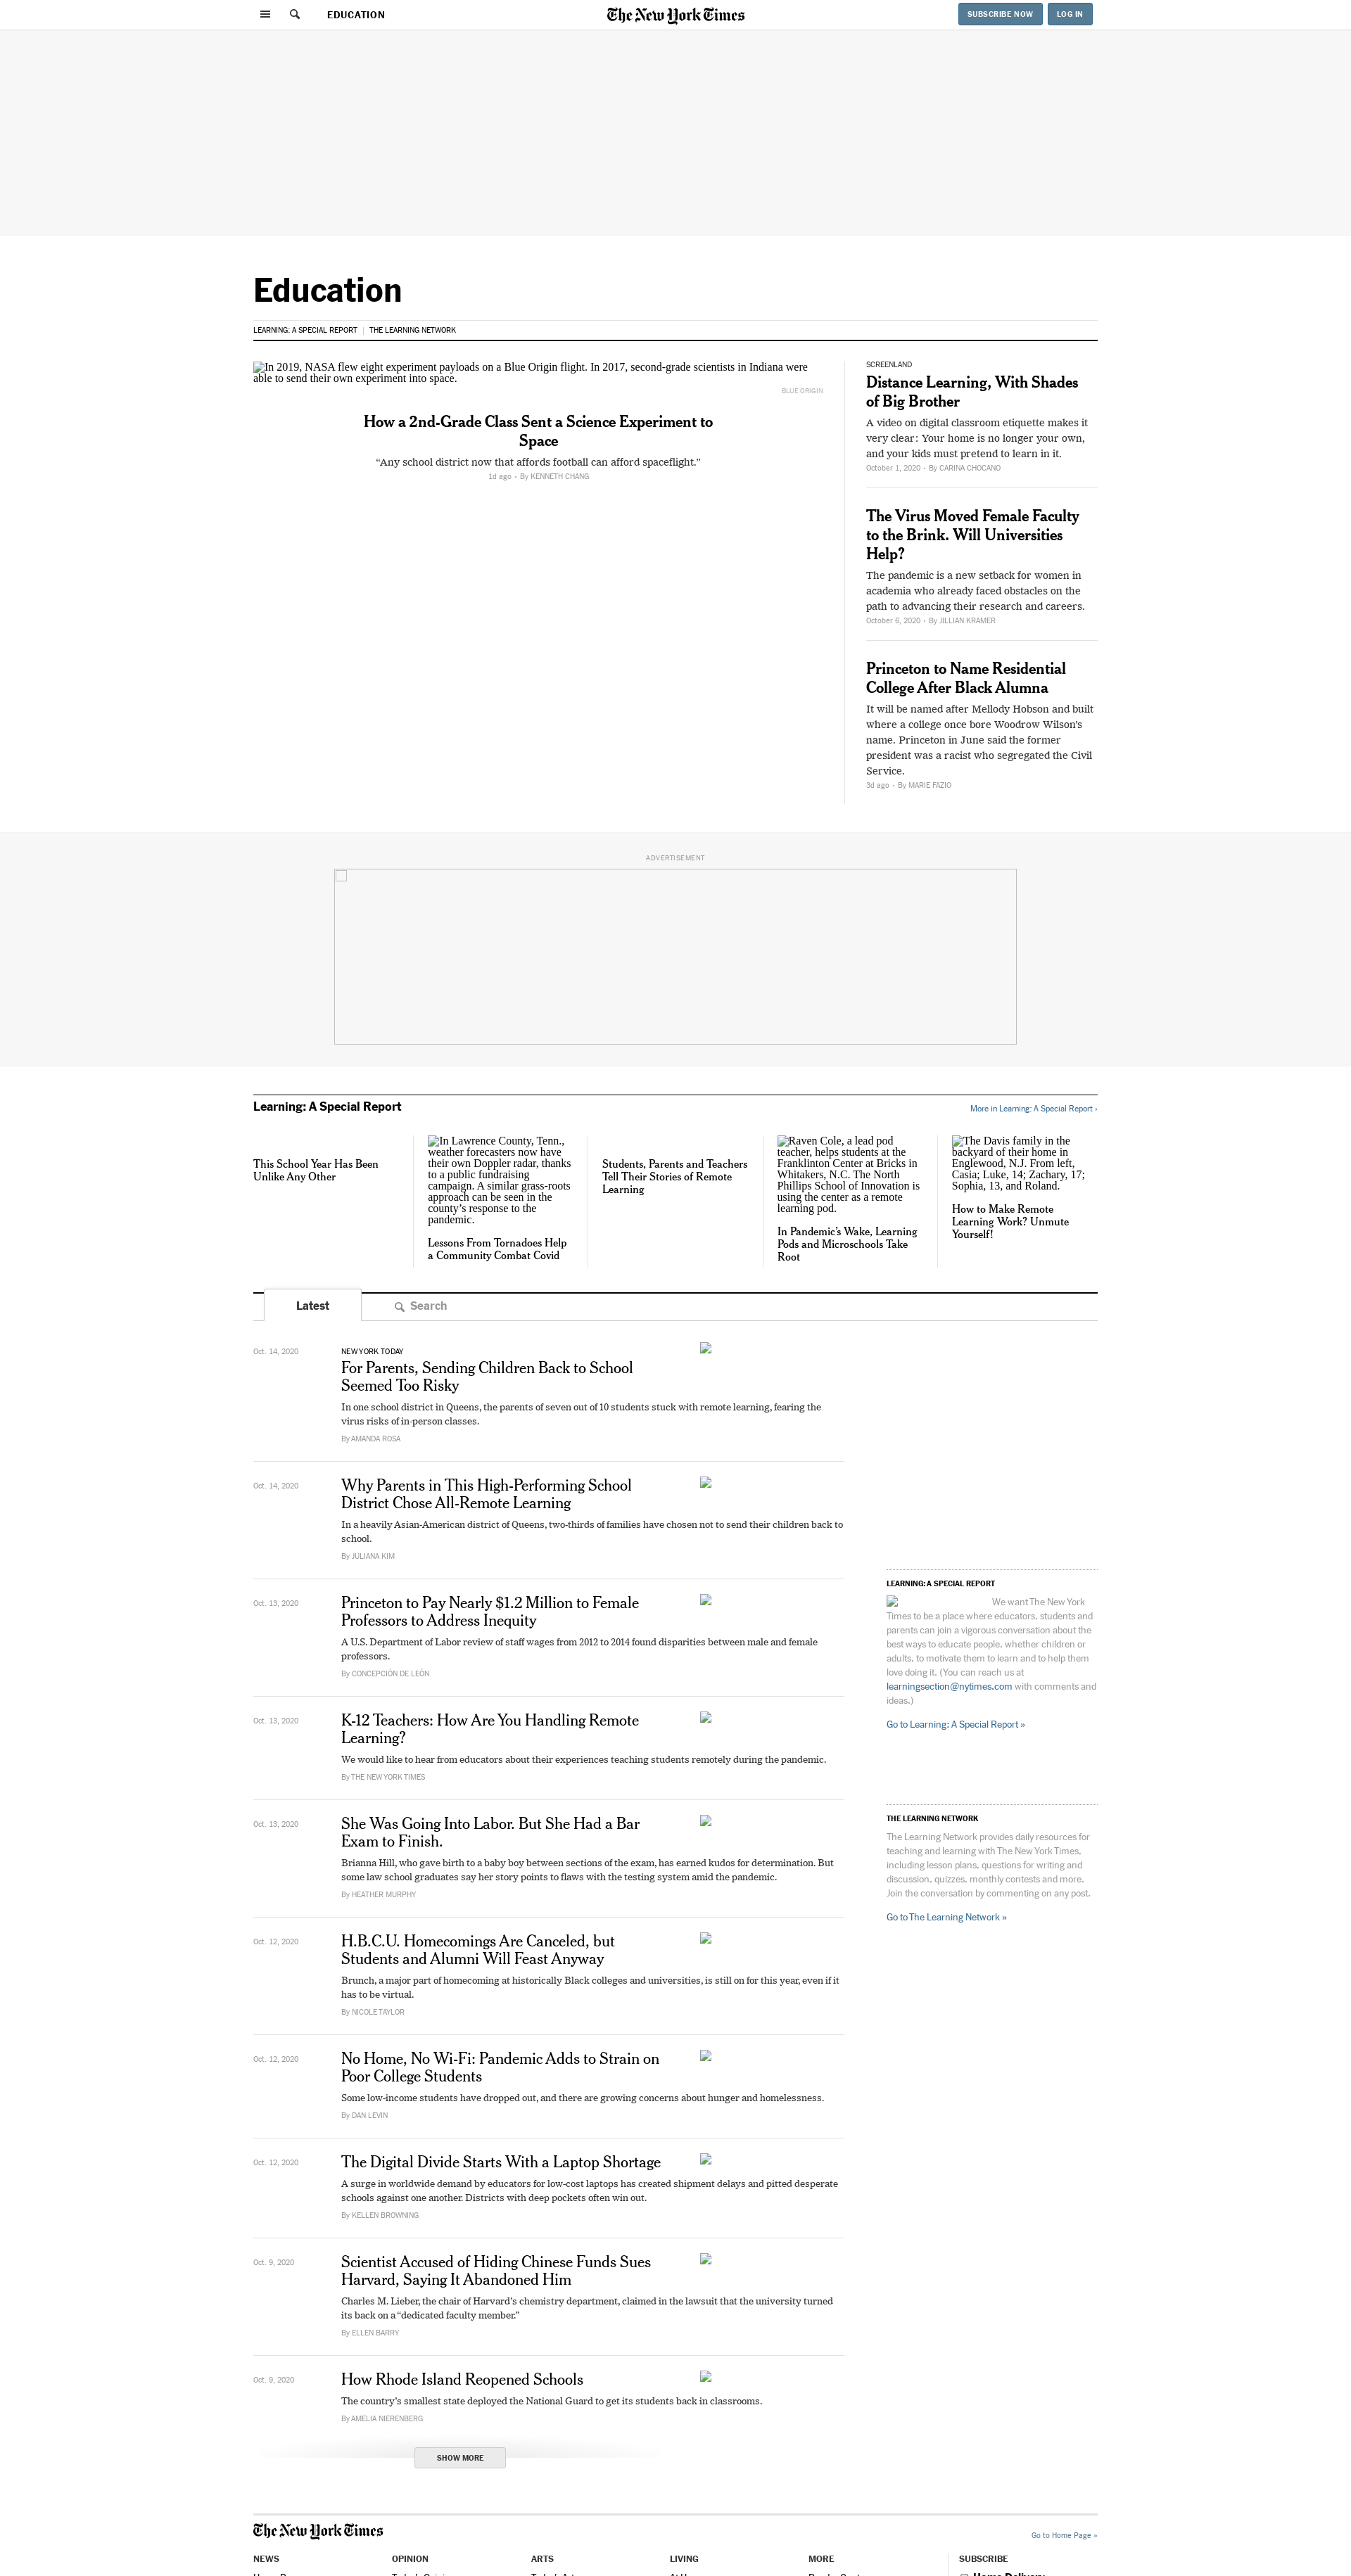 EDUCATION
The New York Times
SUBSCRIBE NOW
LOG IN
Education
LEARNING: A SPECIAL REPORT
THE LEARNING NETWORK
In 2019, NASA flew eight experiment payloads on a Blue Origin flight. In 2017, second-grade scientists in Indiana were
able to send their own experiment into space.
BLUE ORIGIN
How a 2nd-Grade Class Sent a Science Experiment to
Space
“Any school district now that affords football can afford spaceflight.”
1d ago • By KENNETH CHANG
SCREENLAND
Distance Learning, With Shades
of Big Brother
A video on digital classroom etiquette makes it
very clear: Your home is no longer your own,
and your kids must pretend to learn in it.
October 1, 2020 • By CARINA CHOCANO
The Virus Moved Female Faculty
to the Brink. Will Universities
Help?
The pandemic is a new setback for women in
academia who already faced obstacles on the
path to advancing their research and careers.
October 6, 2020 • By JILLIAN KRAMER
Princeton to Name Residential
College After Black Alumna
It will be named after Mellody Hobson and built
where a college once bore Woodrow Wilson’s
name. Princeton in June said the former
president was a racist who segregated the Civil
Service.
3d ago • By MARIE FAZIO
ADVERTISEMENT
Learning: A Special Report
More in Learning: A Special Report ›
This School Year Has Been
Unlike Any Other
In Lawrence County, Tenn.,
weather forecasters now have
their own Doppler radar, thanks
to a public fundraising
campaign. A similar grass-roots
approach can be seen in the
county’s response to the
pandemic.
Lessons From Tornadoes Help
a Community Combat Covid
Students, Parents and Teachers
Tell Their Stories of Remote
Learning
Raven Cole, a lead pod
teacher, helps students at the
Franklinton Center at Bricks in
Whitakers, N.C. The North
Phillips School of Innovation is
using the center as a remote
learning pod.
In Pandemic’s Wake, Learning
Pods and Microschools Take
Root
The Davis family in the
backyard of their home in
Englewood, N.J. From left,
Casia; Luke, 14; Zachary, 17;
Sophia, 13, and Roland.
How to Make Remote
Learning Work? Unmute
Yourself!
Latest
Search
Oct. 14, 2020
NEW YORK TODAY
For Parents, Sending Children Back to School
Seemed Too Risky
In one school district in Queens, the parents of seven out of 10 students stuck with remote learning, fearing the
virus risks of in-person classes.
By AMANDA ROSA
Oct. 14, 2020
Why Parents in This High-Performing School
District Chose All-Remote Learning
In a heavily Asian-American district of Queens, two-thirds of families have chosen not to send their children back to
school.
By JULIANA KIM
Oct. 13, 2020
Princeton to Pay Nearly $1.2 Million to Female
Professors to Address Inequity
A U.S. Department of Labor review of staff wages from 2012 to 2014 found disparities between male and female
professors.
By CONCEPCIÓN DE LEÓN
Oct. 13, 2020
K-12 Teachers: How Are You Handling Remote
Learning?
We would like to hear from educators about their experiences teaching students remotely during the pandemic.
By THE NEW YORK TIMES
Oct. 13, 2020
She Was Going Into Labor. But She Had a Bar
Exam to Finish.
Brianna Hill, who gave birth to a baby boy between sections of the exam, has earned kudos for determination. But
some law school graduates say her story points to flaws with the testing system amid the pandemic.
By HEATHER MURPHY
Oct. 12, 2020
H.B.C.U. Homecomings Are Canceled, but
Students and Alumni Will Feast Anyway
Brunch, a major part of homecoming at historically Black colleges and universities, is still on for this year, even if it
has to be virtual.
By NICOLE TAYLOR
Oct. 12, 2020
No Home, No Wi-Fi: Pandemic Adds to Strain on
Poor College Students
Some low-income students have dropped out, and there are growing concerns about hunger and homelessness.
By DAN LEVIN
Oct. 12, 2020
The Digital Divide Starts With a Laptop Shortage
A surge in worldwide demand by educators for low-cost laptops has created shipment delays and pitted desperate
schools against one another. Districts with deep pockets often win out.
By KELLEN BROWNING
Oct. 9, 2020
Scientist Accused of Hiding Chinese Funds Sues
Harvard, Saying It Abandoned Him
Charles M. Lieber, the chair of Harvard’s chemistry department, claimed in the lawsuit that the university turned
its back on a “dedicated faculty member.”
By ELLEN BARRY
Oct. 9, 2020
How Rhode Island Reopened Schools
The country’s smallest state deployed the National Guard to get its students back in classrooms.
By AMELIA NIERENBERG
SHOW MORE
LEARNING: A SPECIAL REPORT
We want The New York
Times to be a place where educators, students and
parents can join a vigorous conversation about the
best ways to educate people, whether children or
adults, to motivate them to learn and to help them
love doing it. (You can reach us at
learningsection@nytimes.com with comments and
ideas.)
Go to Learning: A Special Report »
THE LEARNING NETWORK
The Learning Network provides daily resources for
teaching and learning with The New York Times,
including lesson plans, questions for writing and
discussion, quizzes, monthly contests and more.
Join the conversation by commenting on any post.
Go to The Learning Network »
The New York Times
Go to Home Page »
NEWS
OPINION
ARTS
LIVING
MORE
SUBSCRIBE